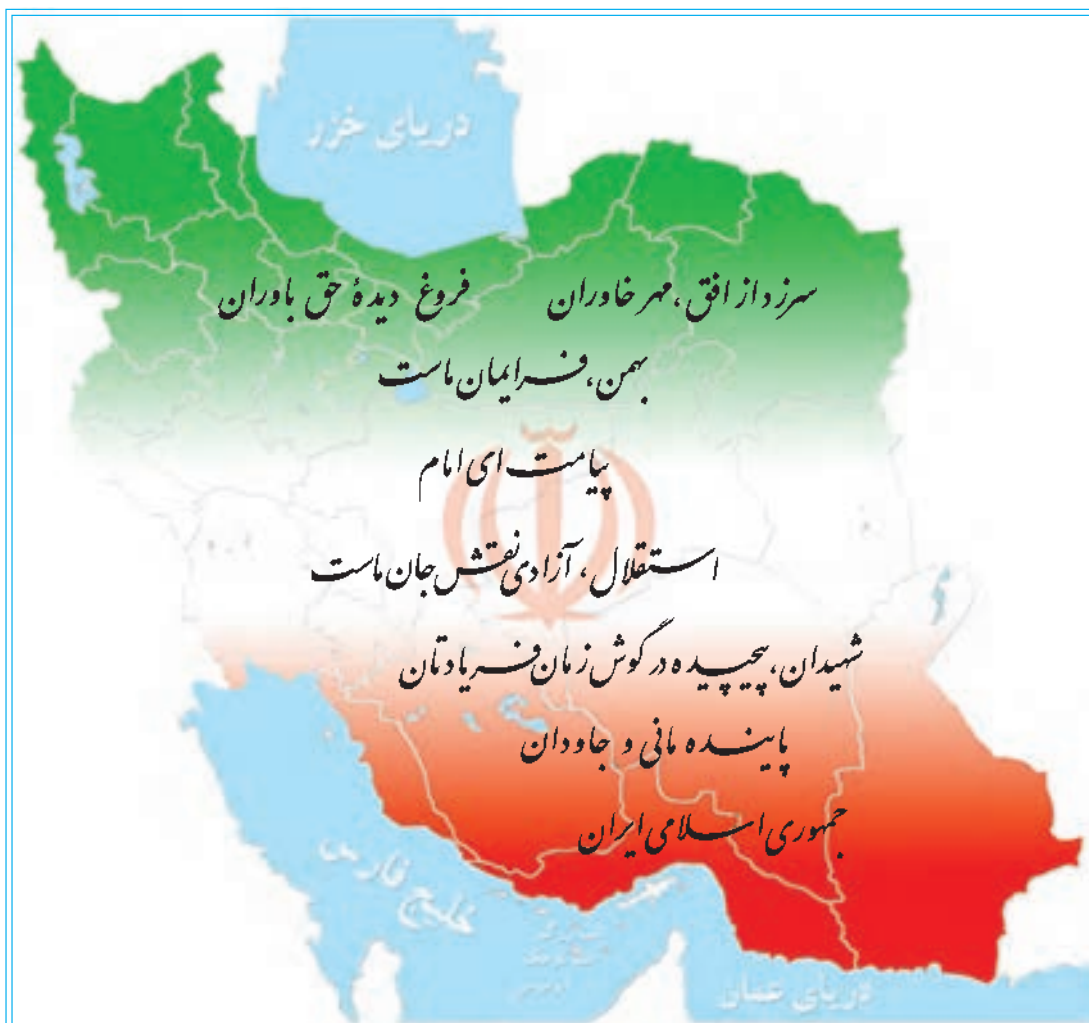 دریای خزر
سرزد از افق، مهر خاوران فروغ دیدهٔ حق باوران
بهمن، فر ایمان ماست
پیامت ای امام
استقلال، آزادی نقش جان ماست
شهیدان، پیچیده در گوش زمان فریادتان
پاینده مانی و جاودان
جمهوری اسلامی ایران
خلیج فارس
دریای عمان